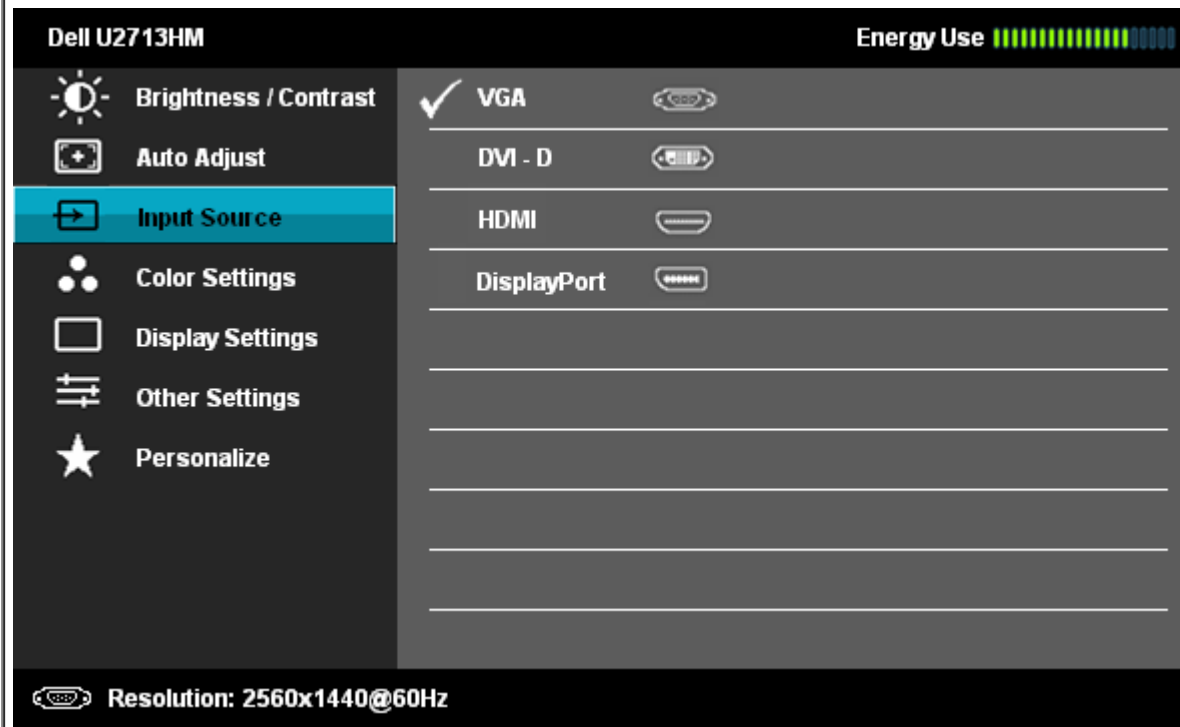 Dell U2713HM Energy Use
Brightness / Contrast VGA
Auto Adjust DVI - D
Input Source HDMI
Color Settings DisplayPort
Display Settings
Other Settings
Personalize
Resolution: 2560x1440@60Hz